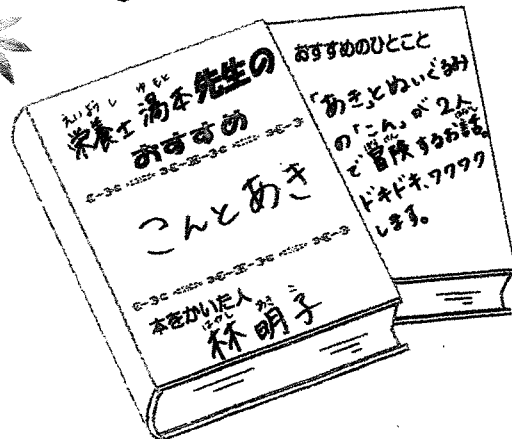 栄養士 湯本先生の
おすすめ
こんとあき
本をかいた人
林 明子
おすすめのひとこと
「あき」とぬいぐるみ
の「こん」が2人
で冒険するお話。
ドキドキ、ワクワク
します。